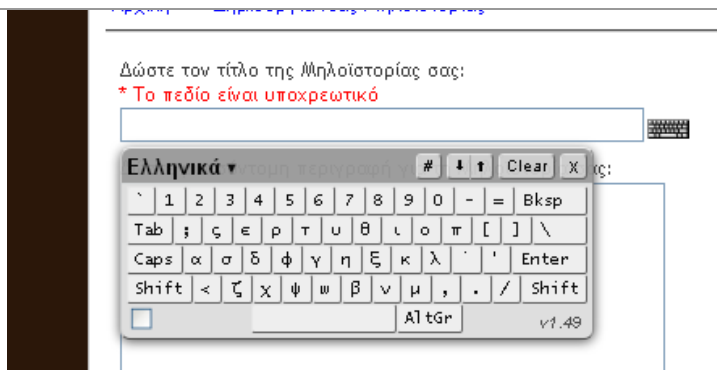 Δώστε τον τίτλο της Μηλοϊστορίας σας:
* Το πεδίο είναι υποχρεωτικό
Ελληνικά ▾ # Clear X
` 1 2 3 4 5 6 7 8 9 0 - = Bksp
Tab ; ς ε ρ τ υ θ ι ο π [ ] \
Caps α σ δ φ γ η ξ κ λ ΄ ' Enter
Shift < ζ χ ψ ω β ν μ , . / Shift
AltGr v1.49